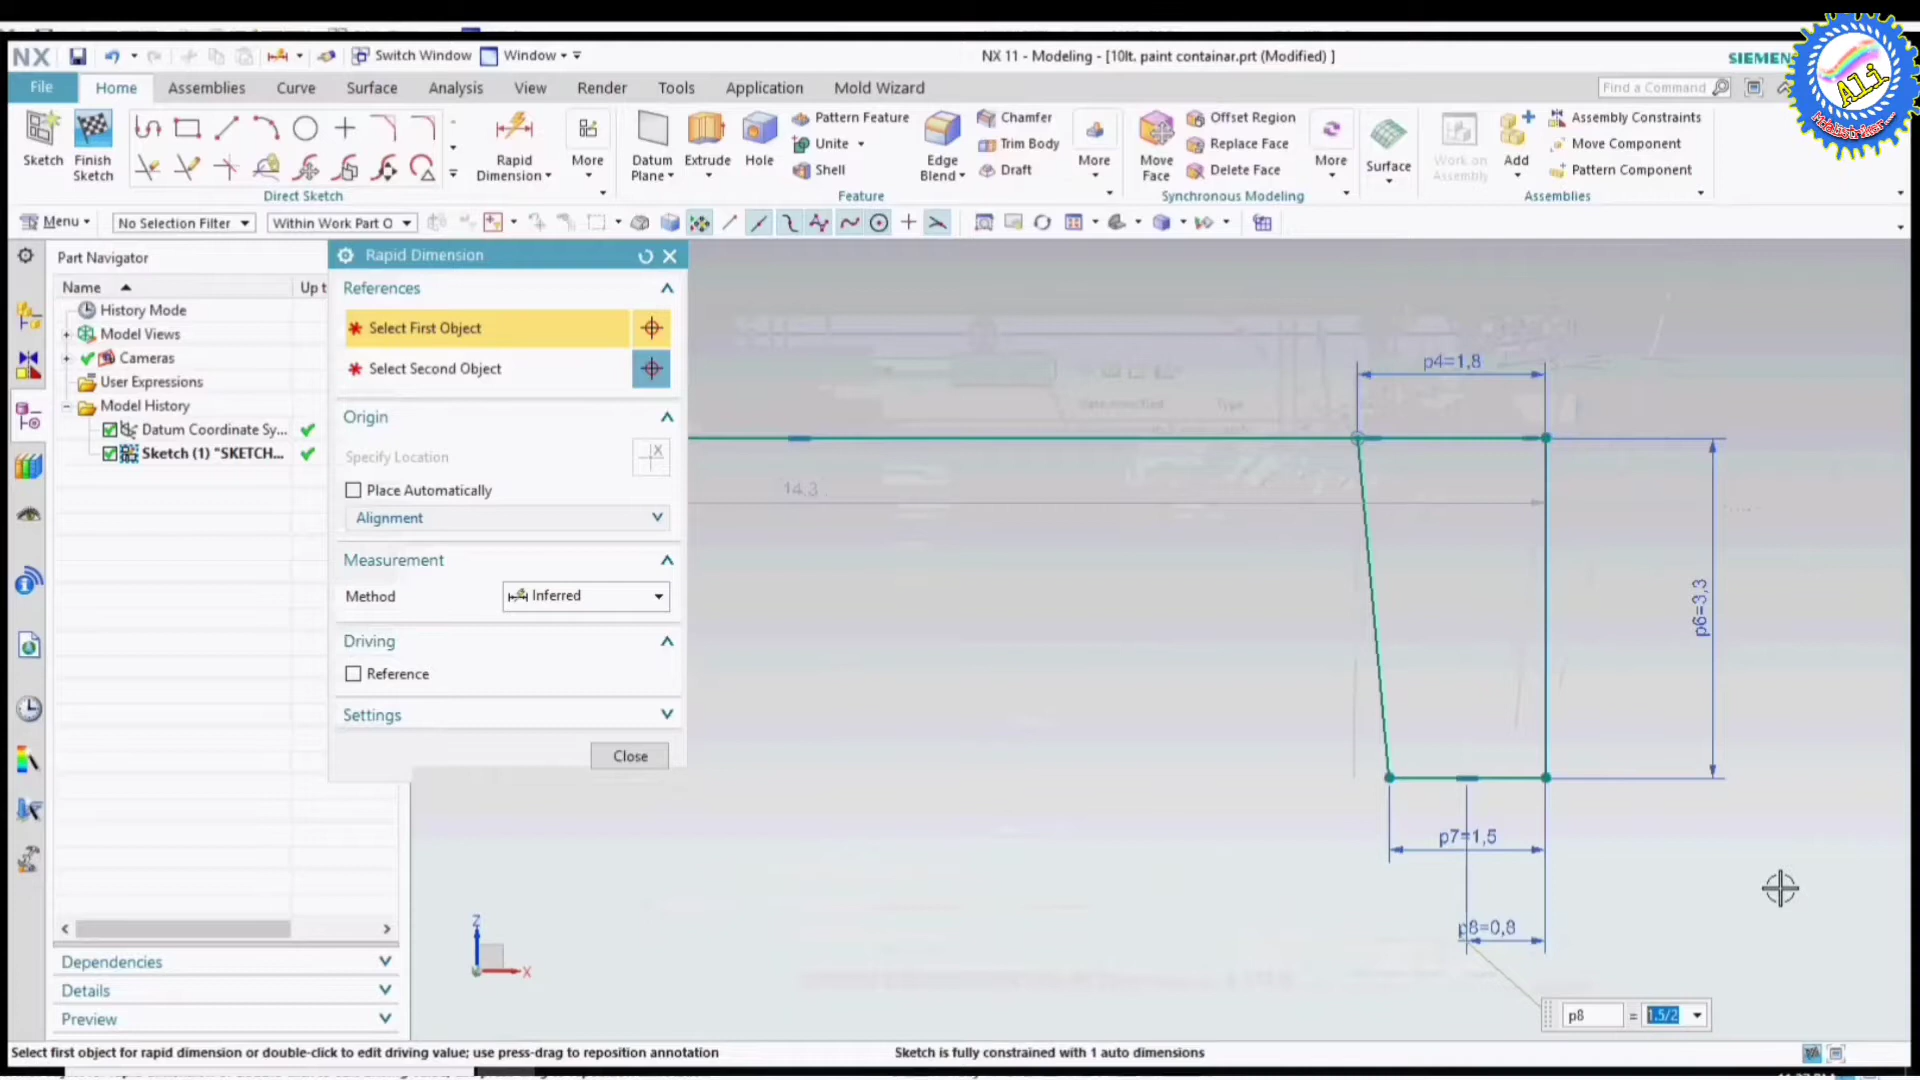 NX
Switch Window
Window
NX 11 - Modeling - [10lt. paint containar.prt (Modified) ]
SIEMEN
Ali
File
Home
Assemblies
Curve
Surface
Analysis
View
Render
Tools
Application
Mold Wizard
Find a Command
Sketch
Finish Sketch
Direct Sketch
Rapid Dimension
More
Datum Plane
Extrude
Hole
Pattern Feature
Unite
Shell
Edge Blend
Chamfer
Trim Body
Draft
More
Feature
Move Face
Offset Region
Replace Face
Delete Face
More
Synchronous Modeling
Surface
Work on Assembly
Add
Assembly Constraints
Move Component
Pattern Component
Assemblies
Menu
No Selection Filter
Within Work Part O
Part Navigator
Name
Up t
History Mode
Model Views
Cameras
User Expressions
Model History
Datum Coordinate Sy...
Sketch (1) "SKETCH...
Dependencies
Details
Preview
Rapid Dimension
References
Select First Object
Select Second Object
Origin
Specify Location
Place Automatically
Alignment
Measurement
Method
Inferred
Driving
Reference
Settings
Close
p4=1,8
14.3
p6=3,3
p7=1,5
p8=0,8
p8 = 1.5/2
Z
X
Select first object for rapid dimension or double-click to edit driving value; use press-drag to reposition annotation
Sketch is fully constrained with 1 auto dimensions